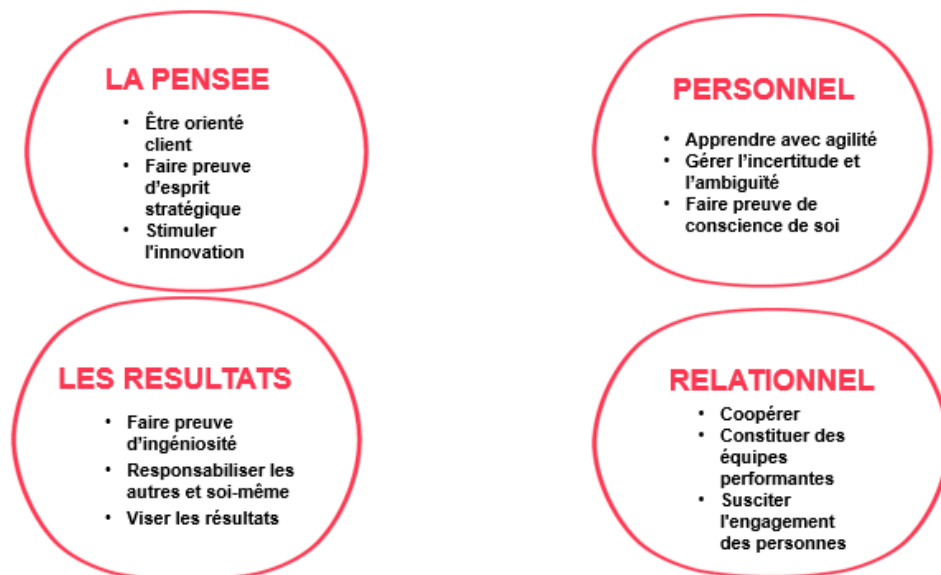 LA PENSEE
• Être orienté
client
• Faire preuve
d'esprit
stratégique
• Stimuler
l'innovation
PERSONNEL
• Apprendre avec agilité
• Gérer l'incertitude et
l'ambiguïté
• Faire preuve de
conscience de soi
LES RESULTATS
• Faire preuve
d'ingéniosité
• Responsabiliser les
autres et soi-même
• Viser les résultats
RELATIONNEL
• Coopérer
• Constituer des
équipes
performantes
• Susciter
l'engagement
des personnes